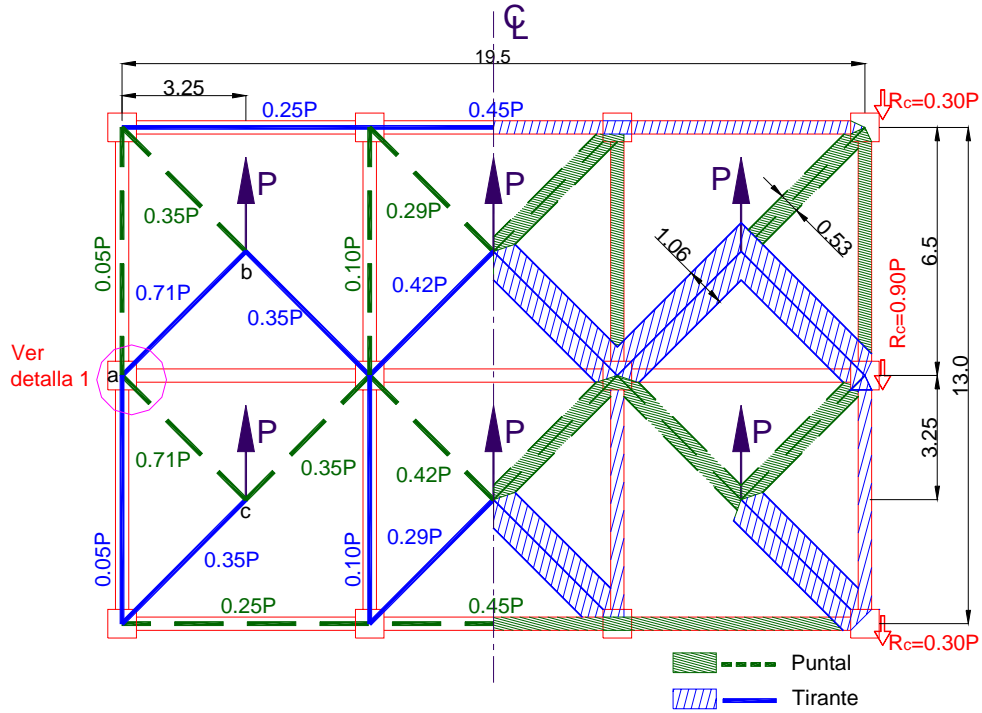 CL
19.5
3.25
0.25P
0.45P
Rc=0.30P
P
P
P
0.35P
0.29P
0.53
0.05P
0.10P
1.06
6.5
b
0.71P
0.35P
0.42P
Rc=0.90P
13.0
Ver
detalla 1
a
P
P
P
3.25
0.71P
0.35P
0.42P
c
0.05P
0.35P
0.10P
0.29P
0.25P
0.45P
Rc=0.30P
Puntal
Tirante